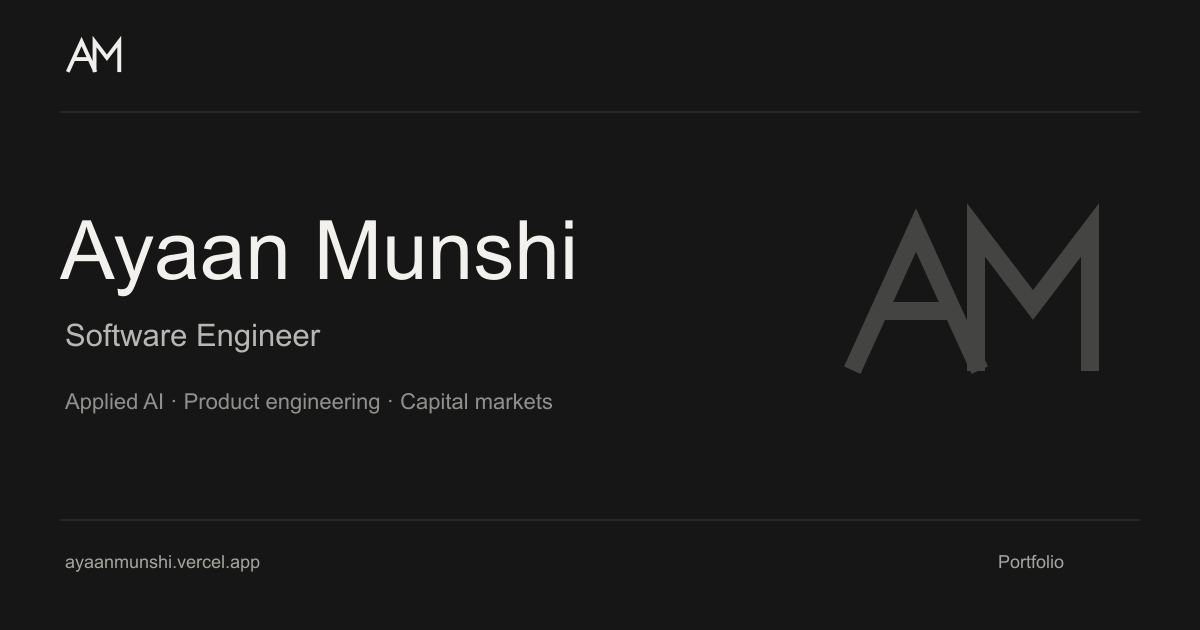 AM
Ayaan Munshi
AM
Software Engineer
Applied AI · Product engineering · Capital markets
ayaanmunshi.vercel.app
Portfolio